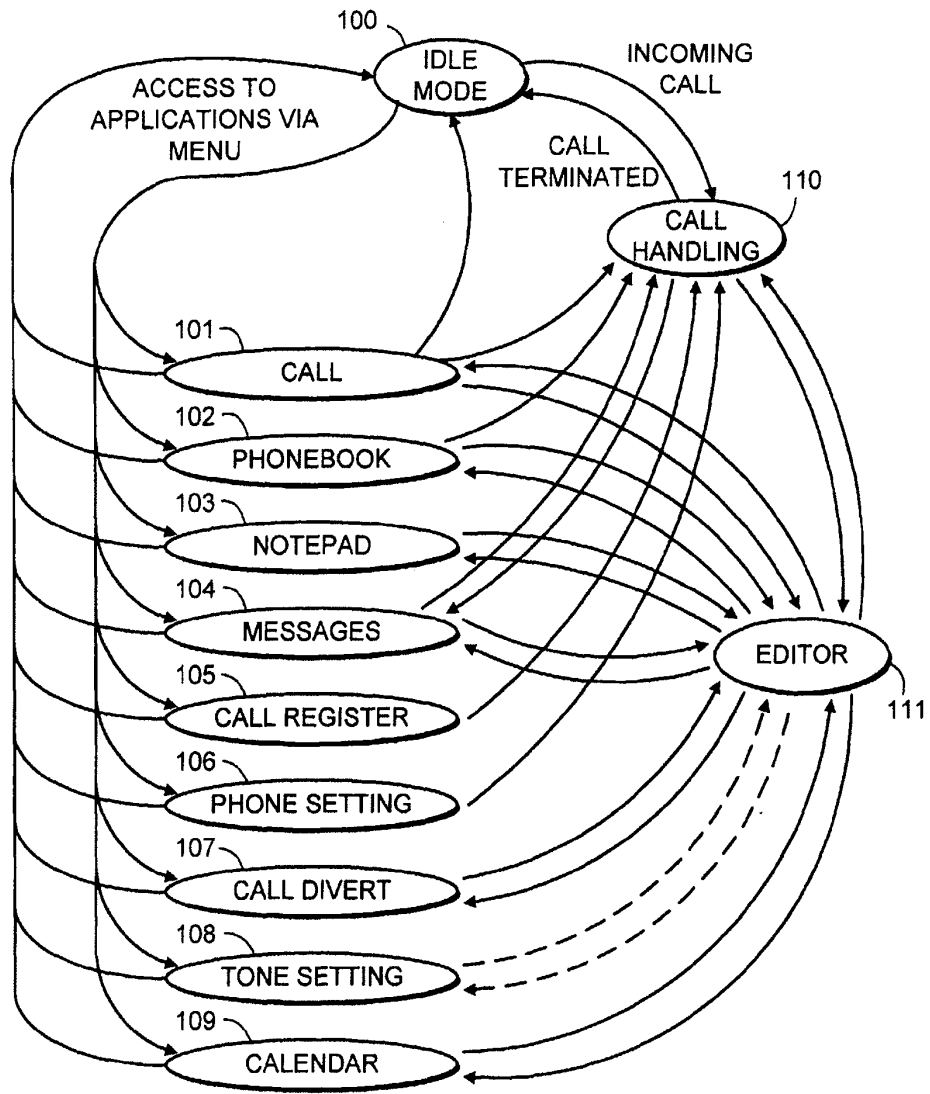 100
IDLE
MODE
INCOMING
CALL
ACCESS TO
APPLICATIONS VIA
MENU
CALL
TERMINATED
110
CALL
HANDLING
101
CALL
102
PHONEBOOK
103
NOTEPAD
104
MESSAGES
EDITOR
111
105
CALL REGISTER
106
PHONE SETTING
107
CALL DIVERT
108
TONE SETTING
109
CALENDAR